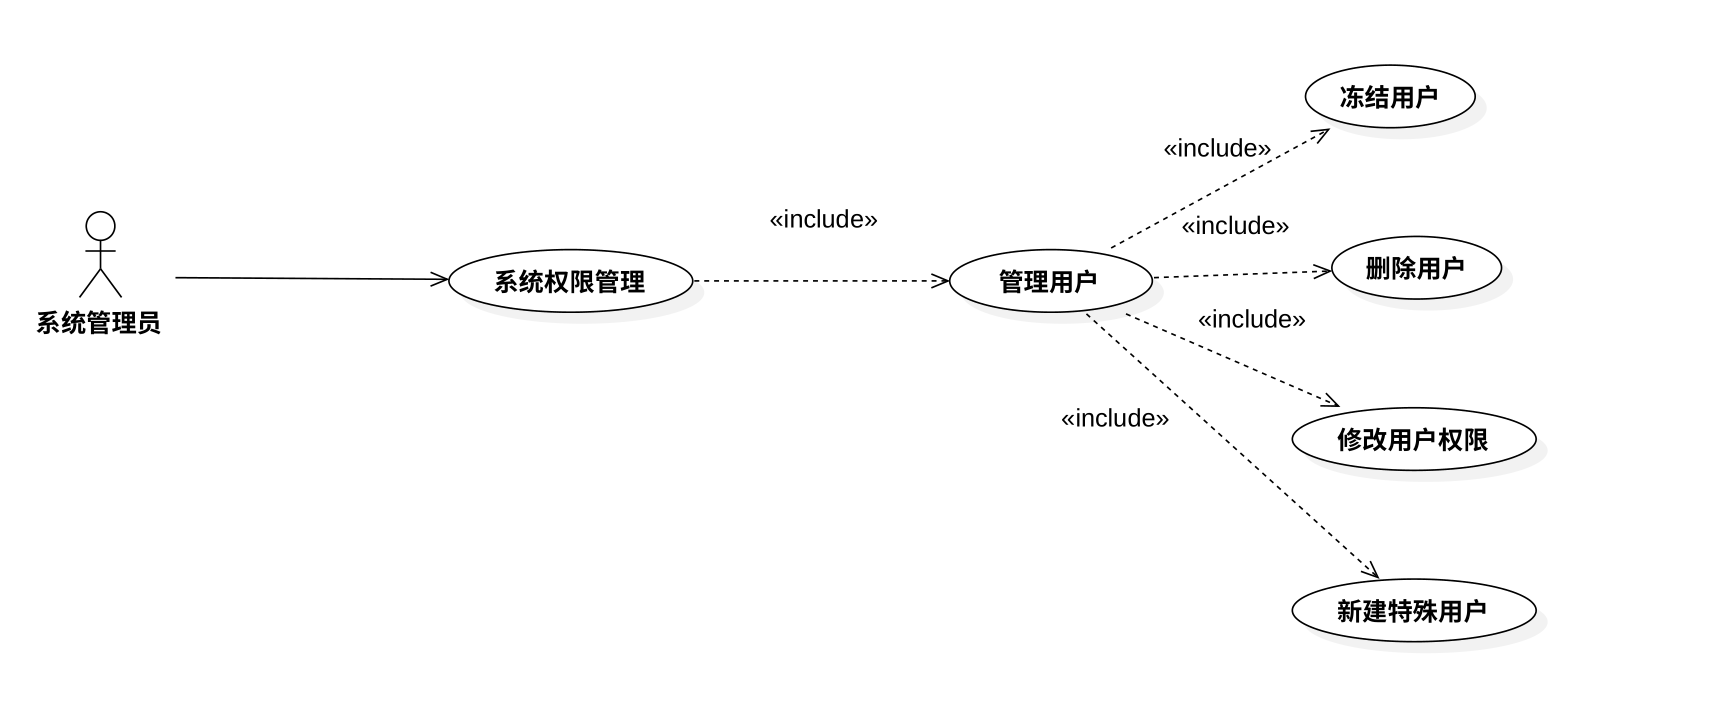 冻结用户
«include»
«include»
«include»
删除用户
系统权限管理
管理用户
系统管理员
«include»
«include»
修改用户权限
新建特殊用户